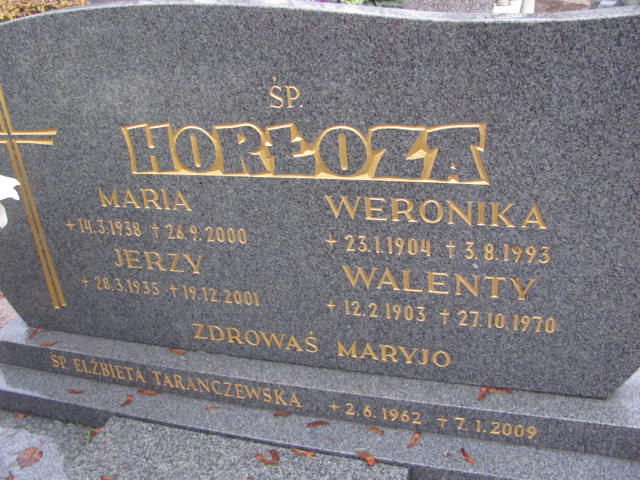 ŚP.
HORŁOZA
MARIA
+ 14.3.1938 † 26.9.2000
JERZY
+ 28.3.1935 † 19.12.2001
WERONIKA
+ 23.1.1904 † 3.8.1993
WALENTY
+ 12.2.1903 † 27.10.1970
ZDROWAŚ MARYJO
ŚP. ELŻBIETA TARANCZEWSKA + 2.6.1962 † 7.1.2009